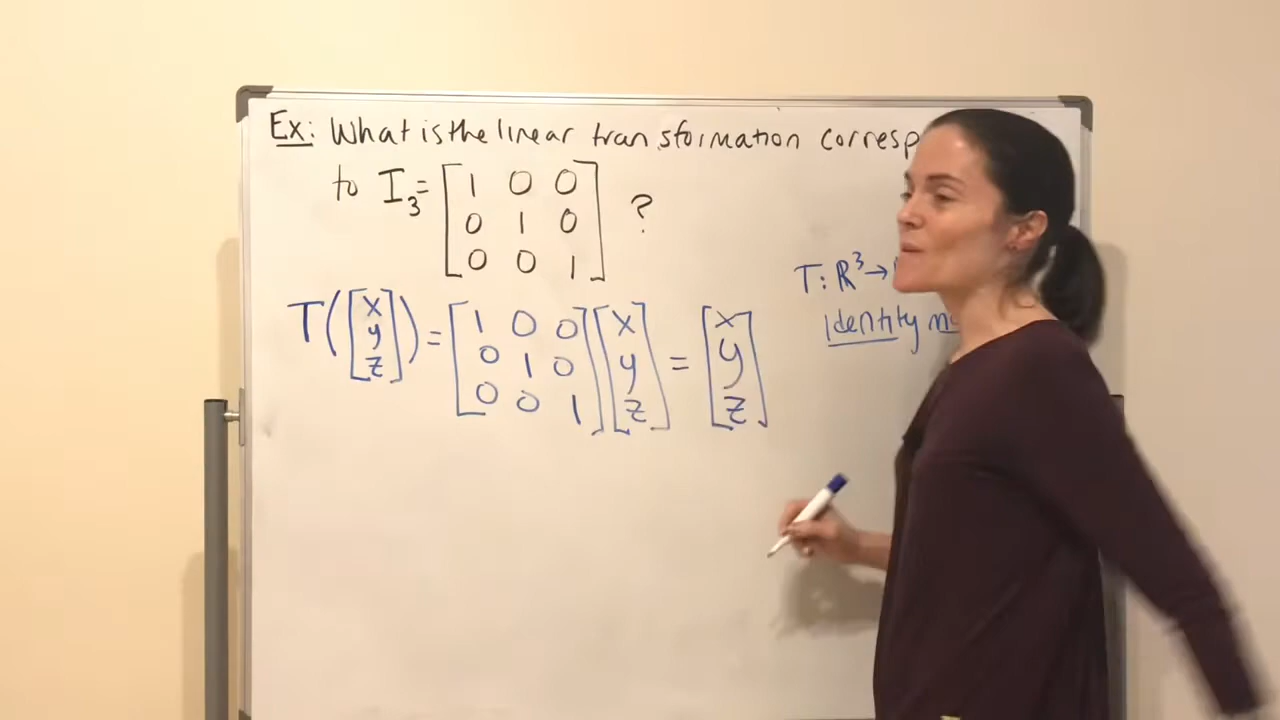 Ex: What is the linear transformation corresp
to I₃ = [1 0 0; 0 1 0; 0 0 1] ?
T([x; y; z]) = [1 0 0; 0 1 0; 0 0 1] [x; y; z] = [x; y; z]
T: ℝ³ →
identity